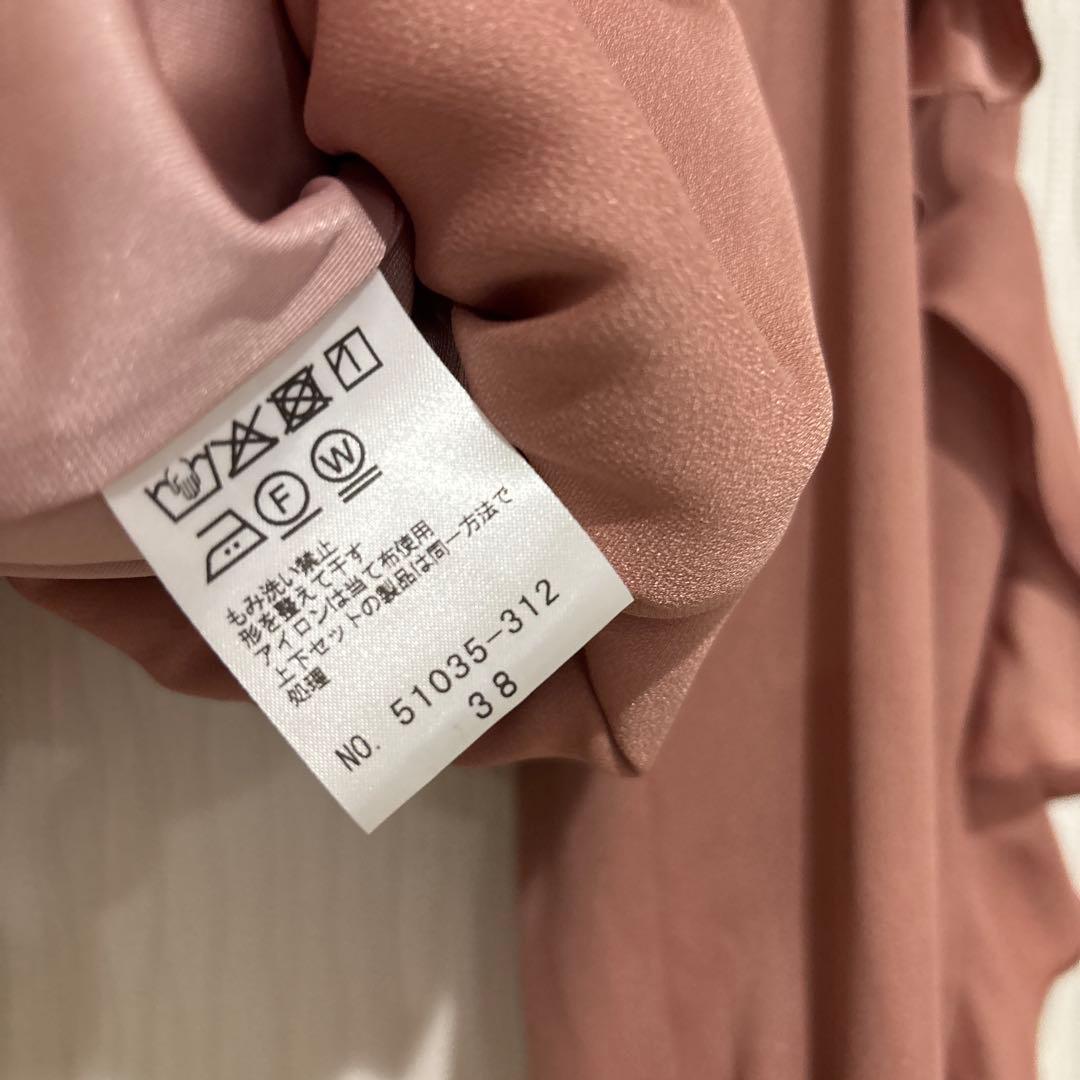 F W
もみ洗い禁止
形を整えて干す
アイロンは当て布使用
上下セットの製品は同一方法で
処理
NO. 51035-312
38